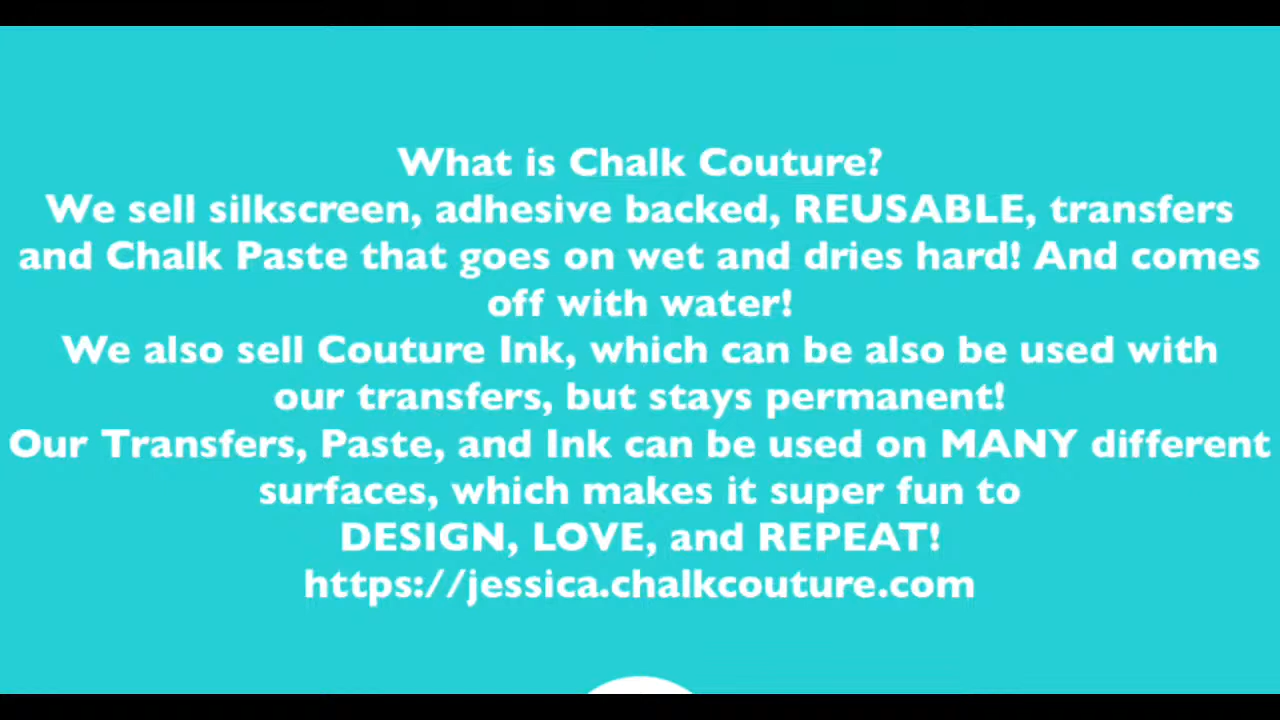 What is Chalk Couture?
We sell silkscreen, adhesive backed, REUSABLE, transfers
and Chalk Paste that goes on wet and dries hard! And comes
off with water!
We also sell Couture Ink, which can be also be used with
our transfers, but stays permanent!
Our Transfers, Paste, and Ink can be used on MANY different
surfaces, which makes it super fun to
DESIGN, LOVE, and REPEAT!
https://jessica.chalkcouture.com